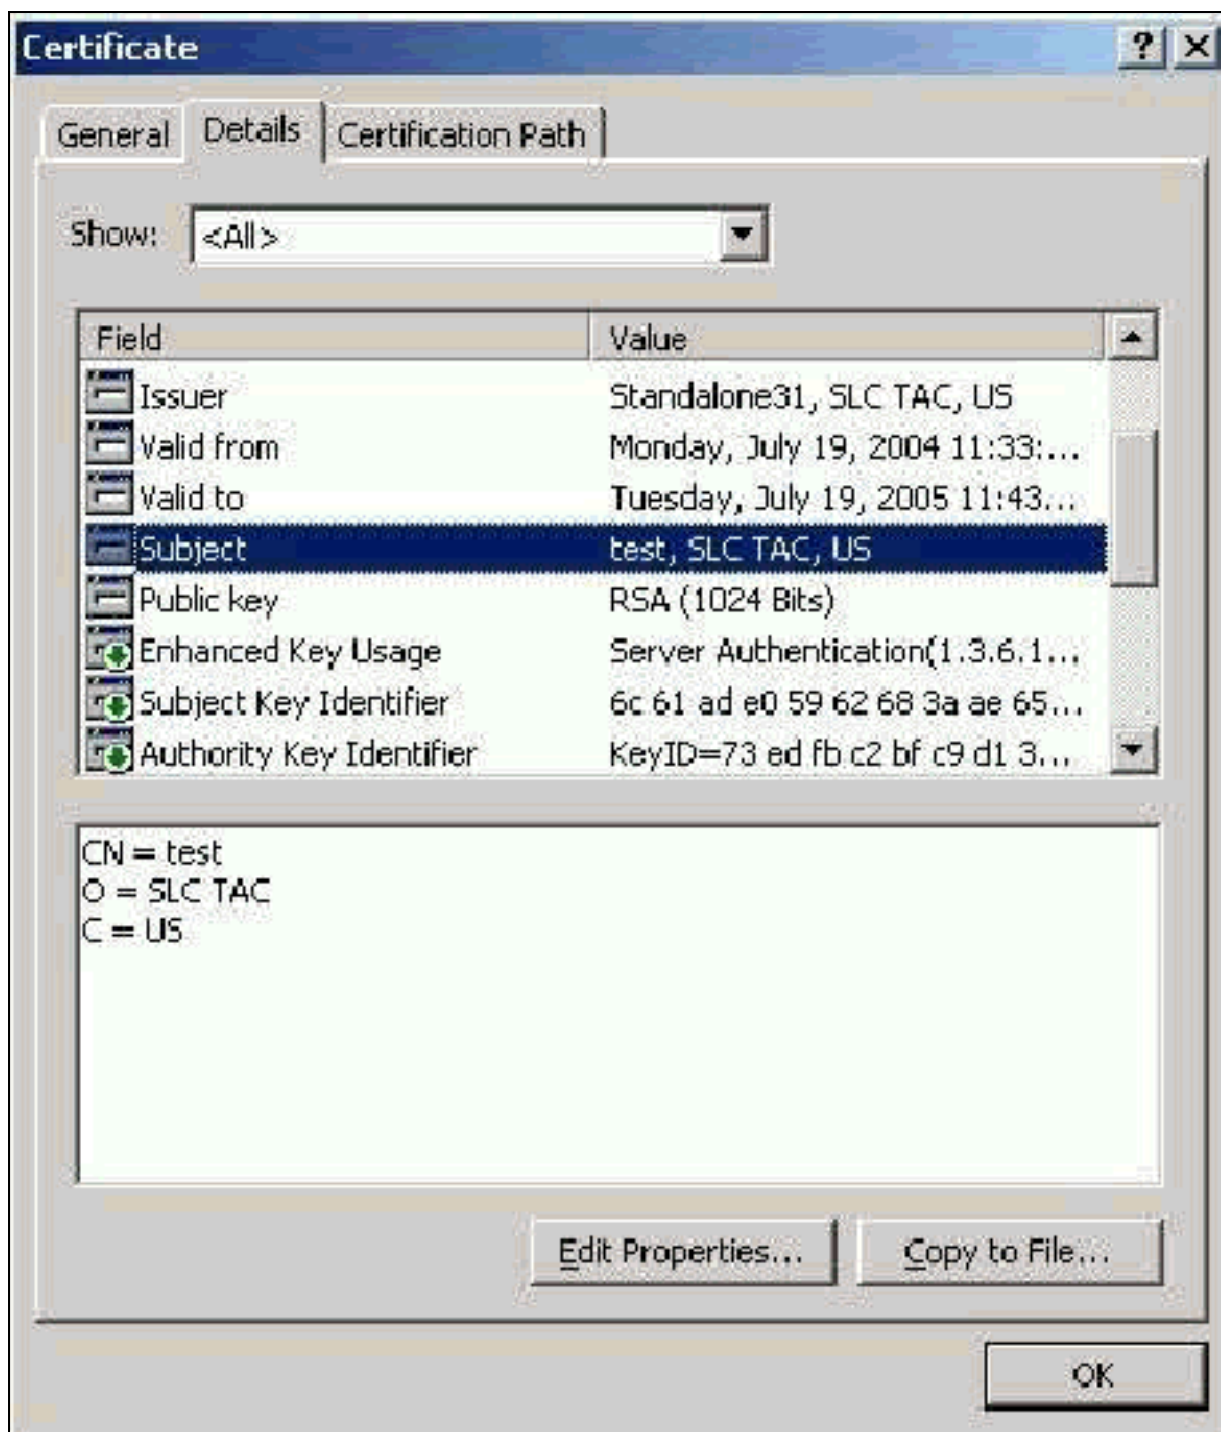 Certificate
General Details Certification Path
Show: <All>
Field Value
Issuer Standalone31, SLC TAC, US
Valid from Monday, July 19, 2004 11:33:...
Valid to Tuesday, July 19, 2005 11:43...
Subject test, SLC TAC, US
Public key RSA (1024 Bits)
Enhanced Key Usage Server Authentication(1.3.6.1...
Subject Key Identifier 6c 61 ad e0 59 62 68 3a ae 65...
Authority Key Identifier KeyID=73 ed fb c2 bf c9 d1 3...
CN = test
O = SLC TAC
C = US
Edit Properties... Copy to File...
OK